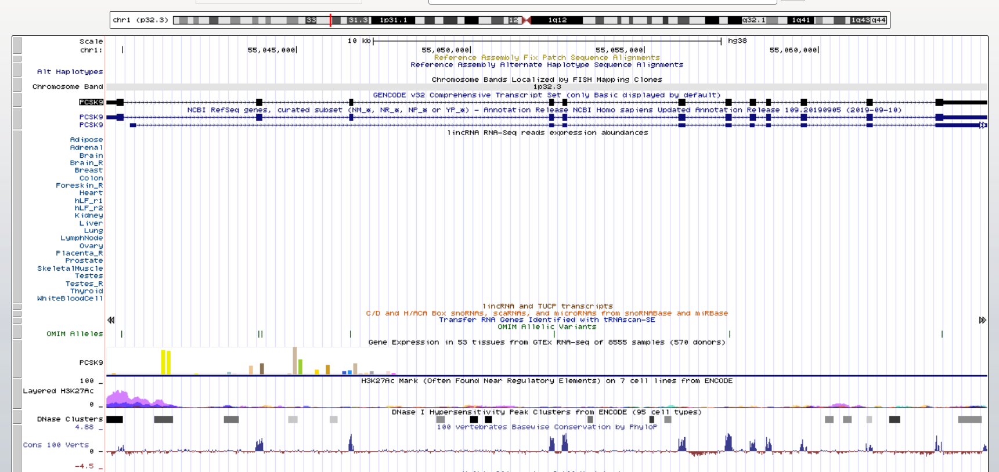 chr1 (p32.3) 33 31.3 1p31.1 12 1q12 q32.1 1q41 1q43 q44
Scale 10 kb hg38
chr1: 55,045,000 55,050,000 55,055,000 55,060,000
Reference Assembly Fix Patch Sequence Alignments
Reference Assembly Alternate Haplotype Sequence Alignments
Alt Haplotypes
Chromosome Bands Localized by FISH Mapping Clones
Chromosome Band 1p32.3
GENCODE v32 Comprehensive Transcript Set (only Basic displayed by default)
PCSK9
NCBI RefSeq genes, curated subset (NM_*, NR_*, NP_* or YP_*) - Annotation Release NCBI Homo sapiens Updated Annotation Release 109.20190905 (2019-09-10)
PCSK9
PCSK9
lincRNA RNA-Seq reads expression abundances
Adipose
Adrenal
Brain
Brain_R
Breast
Colon
Foreskin_R
Heart
hLF_r1
hLF_r2
Kidney
Liver
Lung
LymphNode
Ovary
Placenta_R
Prostate
SkeletalMuscle
Testes
Testes_R
Thyroid
WhiteBloodCell
lincRNA and TUCP transcripts
C/D and H/ACA Box snoRNAs, scaRNAs, and microRNAs from snoRNABase and miRBase
Transfer RNA Genes Identified with tRNAscan-SE
OMIM Allelic Variants
OMIM Alleles
Gene Expression in 53 tissues from GTEx RNA-seq of 8555 samples (570 donors)
PCSK9
H3K27Ac Mark (Often Found Near Regulatory Elements) on 7 cell lines from ENCODE
100 _
Layered H3K27Ac
0 _
DNase I Hypersensitivity Peak Clusters from ENCODE (95 cell types)
DNase Clusters
100 vertebrates Basewise Conservation by PhyloP
4.88 _
Cons 100 Verts
0 -
-4.5 _